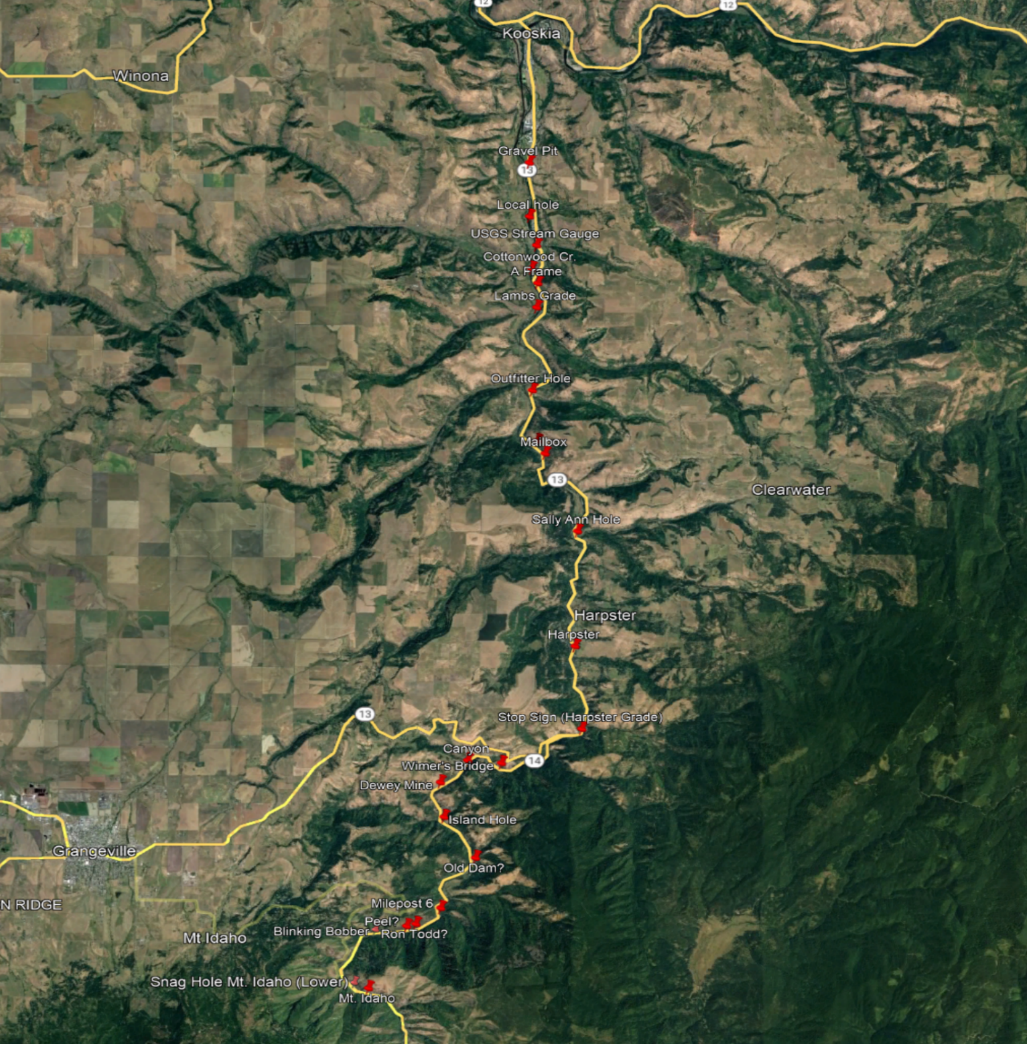 12
12
Kooskia
Winona
Gravel Pit
13
Local hole
USGS Stream Gauge
Cottonwood Cr
A Frame
Lambs Grade
Outfitter Hole
Mailbox
13
Clearwater
Sally Ann Hole
Harpster
Harpster
13
Stop Sign (Harpster Grade)
Canyon
14
Wimer's Bridge
Dewey Mine
Island Hole
Grangeville
Old Dam?
Milepost 6
N RIDGE
Peel?
Blinking Bobber
Ron Todd?
Mt Idaho
Snag Hole Mt. Idaho (Lower)
Mt. Idaho